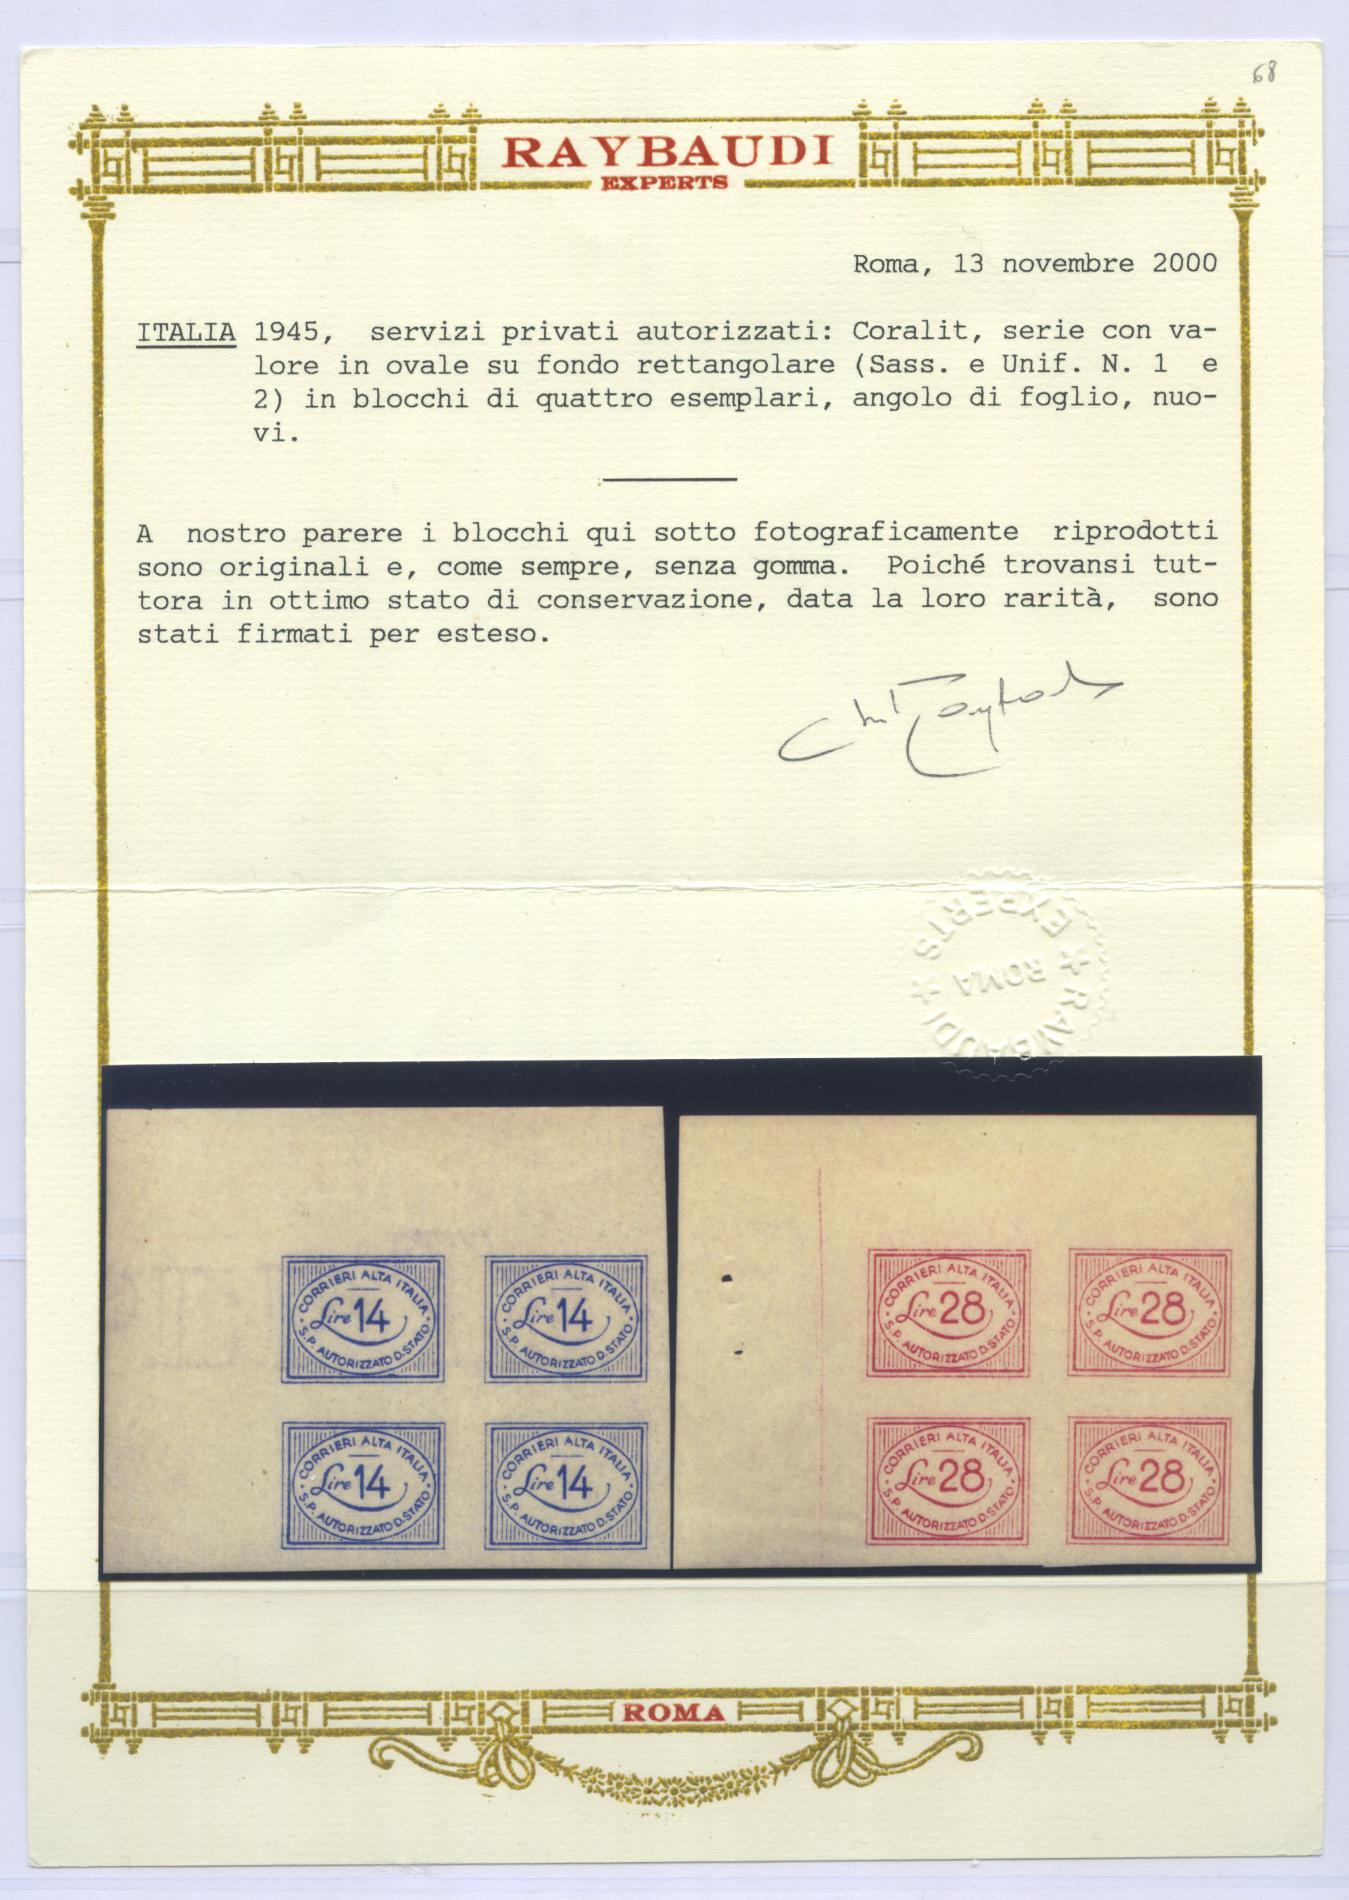 68
RAYBAUDI
EXPERTS
Roma, 13 novembre 2000
ITALIA 1945, servizi privati autorizzati: Coralit, serie con va-
lore in ovale su fondo rettangolare (Sass. e Unif. N. 1 e
2) in blocchi di quattro esemplari, angolo di foglio, nuo-
vi.
A nostro parere i blocchi qui sotto fotograficamente riprodotti
sono originali e, come sempre, senza gomma. Poiché trovansi tut-
tora in ottimo stato di conservazione, data la loro rarità, sono
stati firmati per esteso.
RAYBAUDI EXPERTS
ROMA
CORRIERI ALTA ITALIA
Lire 14
S.P. AUTORIZZATO D. STATO
CORRIERI ALTA ITALIA
Lire 14
S.P. AUTORIZZATO D. STATO
CORRIERI ALTA ITALIA
Lire 28
S.P. AUTORIZZATO D. STATO
CORRIERI ALTA ITALIA
Lire 28
S.P. AUTORIZZATO D. STATO
CORRIERI ALTA ITALIA
Lire 14
S.P. AUTORIZZATO D. STATO
CORRIERI ALTA ITALIA
Lire 14
S.P. AUTORIZZATO D. STATO
CORRIERI ALTA ITALIA
Lire 28
S.P. AUTORIZZATO D. STATO
CORRIERI ALTA ITALIA
Lire 28
S.P. AUTORIZZATO D. STATO
ROMA